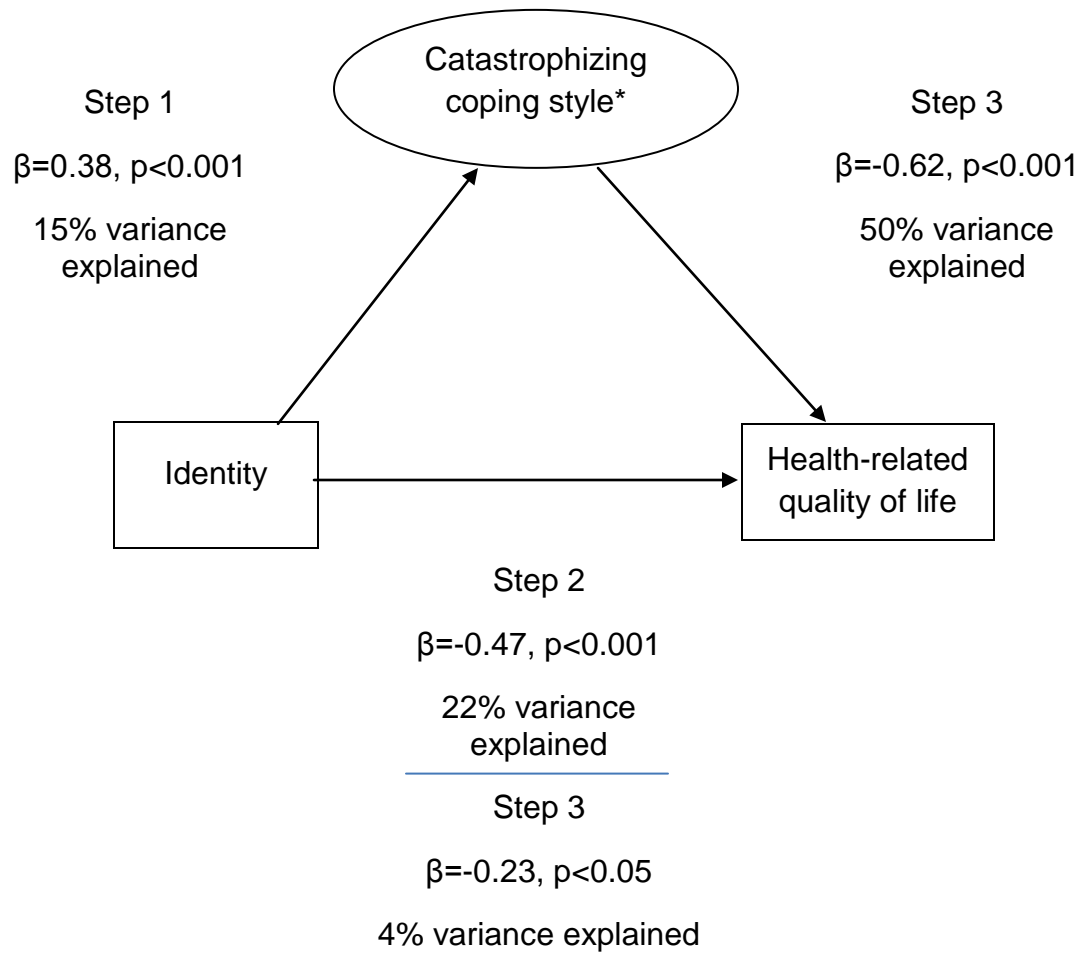 Catastrophizing
coping style*
Step 1
β=0.38, p<0.001
15% variance
explained
Step 3
β=-0.62, p<0.001
50% variance
explained
Identity
Health-related
quality of life
Step 2
β=-0.47, p<0.001
22% variance
explained
Step 3
β=-0.23, p<0.05
4% variance explained